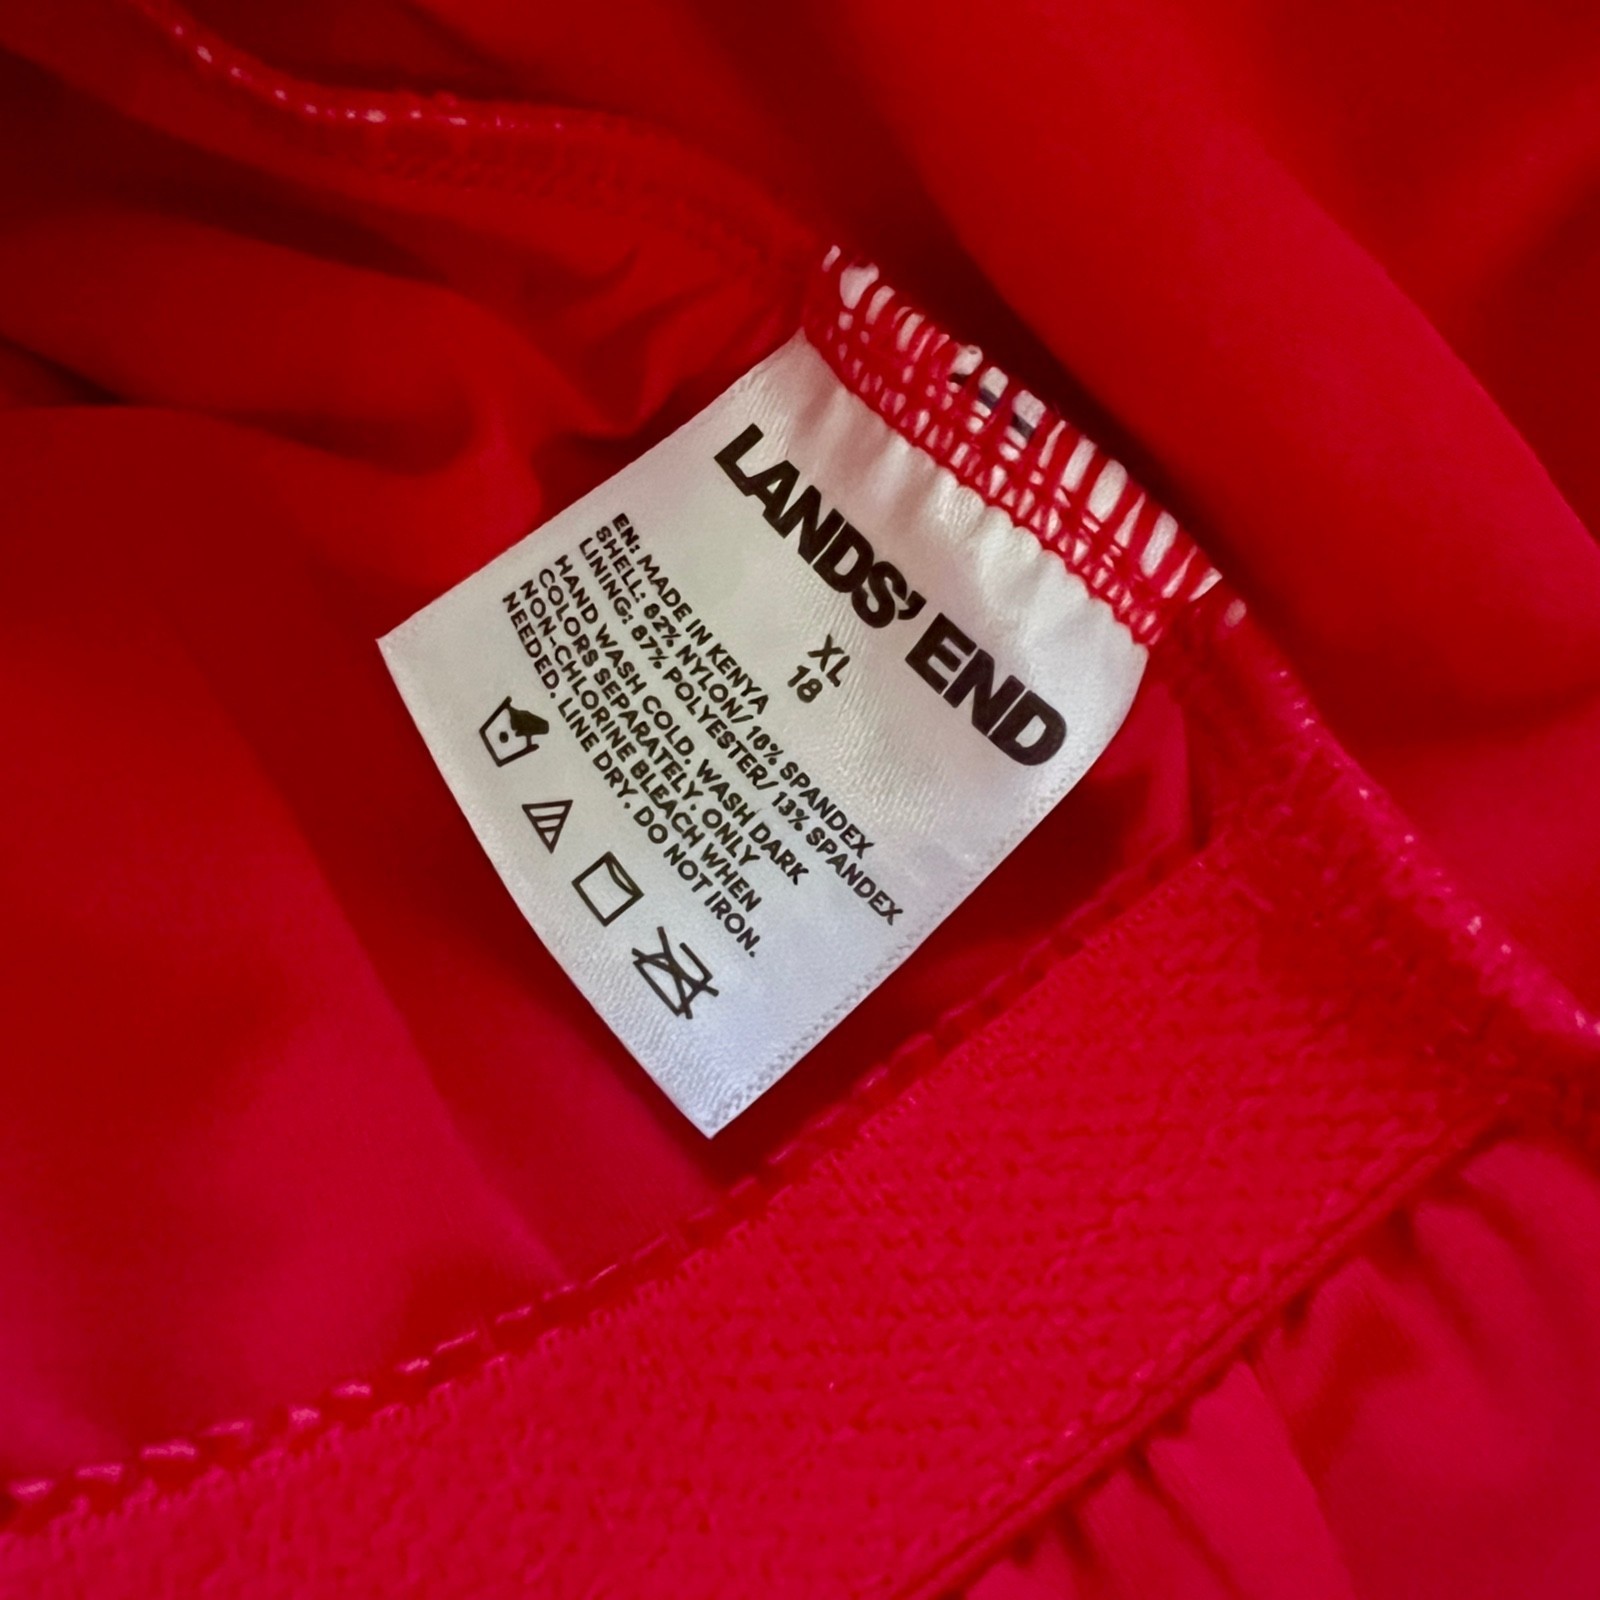 LANDS' END
XL
18
EN: MADE IN KENYA
SHELL: 82% NYLON/ 18% SPANDEX
LINING: 87% POLYESTER/ 13% SPANDEX
HAND WASH COLD. WASH DARK
COLORS SEPARATELY. ONLY
NON-CHLORINE BLEACH WHEN
NEEDED. LINE DRY. DO NOT IRON.